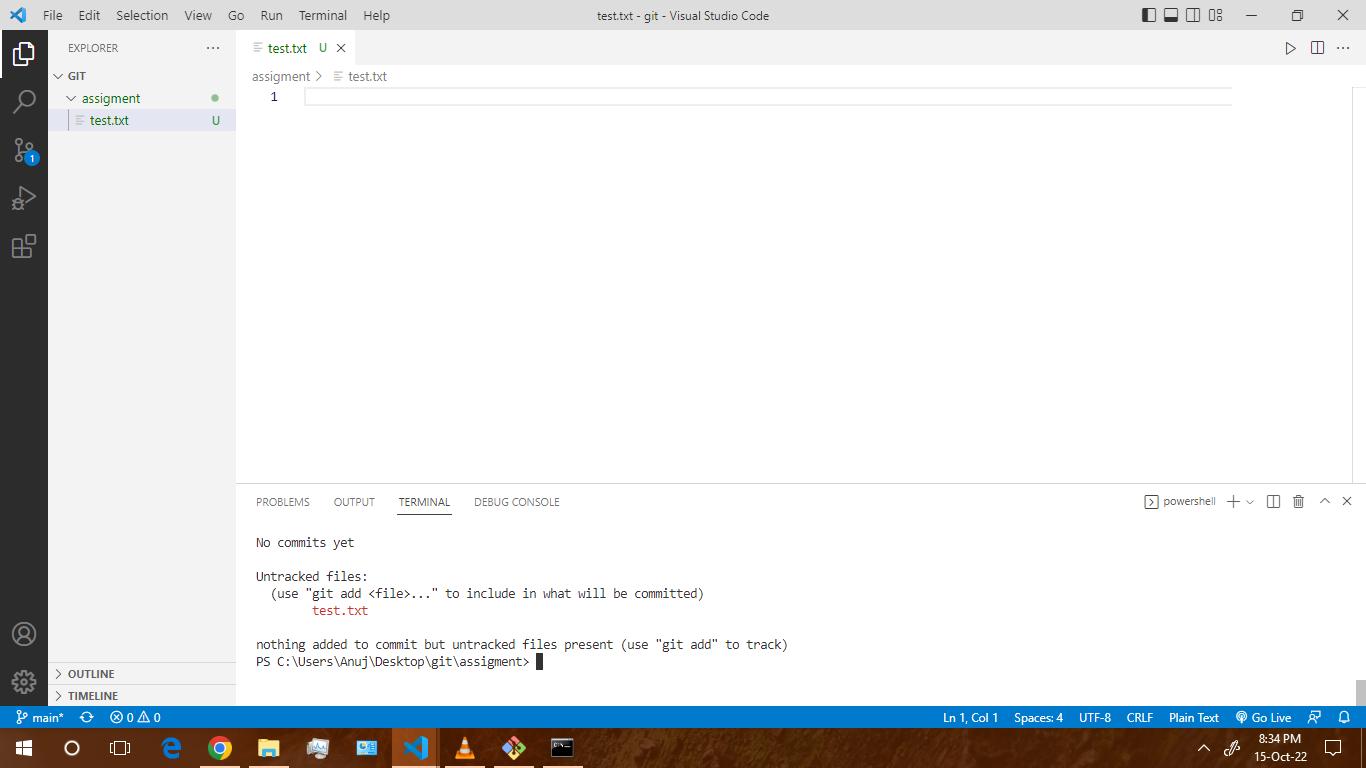 File Edit Selection View Go Run Terminal Help
test.txt - git - Visual Studio Code
EXPLORER
GIT
assigment
test.txt U
1
test.txt U
assigment > test.txt
1
PROBLEMS OUTPUT TERMINAL DEBUG CONSOLE
powershell
No commits yet
Untracked files:
(use "git add <file>..." to include in what will be committed)
test.txt
nothing added to commit but untracked files present (use "git add" to track)
PS C:\Users\Anuj\Desktop\git\assigment>
OUTLINE
TIMELINE
main* 0 0
Ln 1, Col 1 Spaces: 4 UTF-8 CRLF Plain Text Go Live
8:34 PM
15-Oct-22